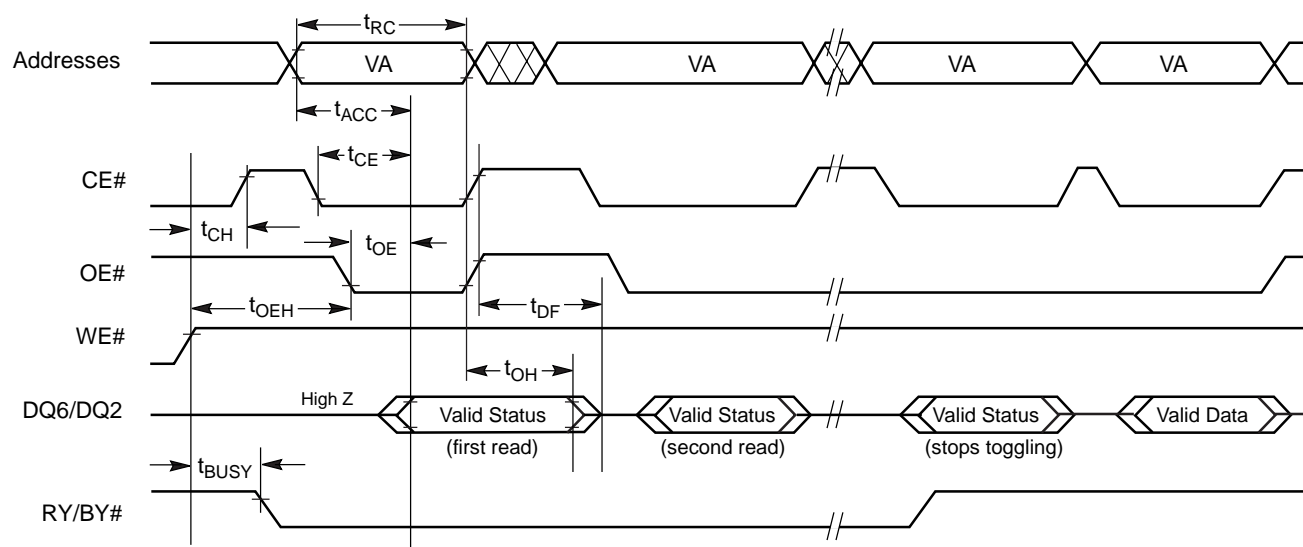 tRC
Addresses VA VA VA VA
tACC
tCE
CE#
tCH
tOE
OE#
tOEH
tDF
WE#
tOH
High Z
DQ6/DQ2 Valid Status Valid Status Valid Status Valid Data
(first read) (second read) (stops toggling)
tBUSY
RY/BY#